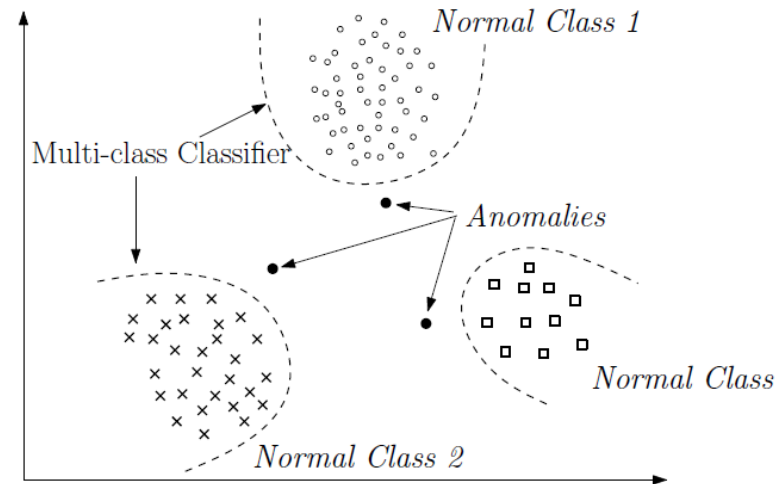 Normal Class 1
Multi-class Classifier
Anomalies
Normal Class
Normal Class 2